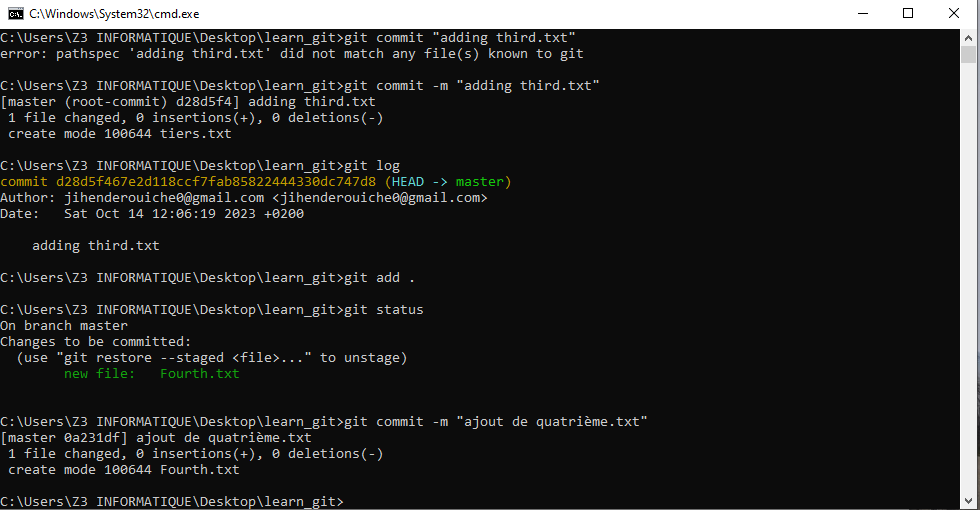 C:\Windows\System32\cmd.exe
C:\Users\Z3 INFORMATIQUE\Desktop\learn_git>git commit "adding third.txt"
error: pathspec 'adding third.txt' did not match any file(s) known to git
C:\Users\Z3 INFORMATIQUE\Desktop\learn_git>git commit -m "adding third.txt"
[master (root-commit) d28d5f4] adding third.txt
 1 file changed, 0 insertions(+), 0 deletions(-)
 create mode 100644 tiers.txt
C:\Users\Z3 INFORMATIQUE\Desktop\learn_git>git log
commit d28d5f467e2d118ccf7fab85822444330dc747d8 (HEAD -> master)
Author: jihenderouiche0@gmail.com <jihenderouiche0@gmail.com>
Date:   Sat Oct 14 12:06:19 2023 +0200
    adding third.txt
C:\Users\Z3 INFORMATIQUE\Desktop\learn_git>git add .
C:\Users\Z3 INFORMATIQUE\Desktop\learn_git>git status
On branch master
Changes to be committed:
  (use "git restore --staged <file>..." to unstage)
        new file:   Fourth.txt
C:\Users\Z3 INFORMATIQUE\Desktop\learn_git>git commit -m "ajout de quatrième.txt"
[master 0a231df] ajout de quatrième.txt
 1 file changed, 0 insertions(+), 0 deletions(-)
 create mode 100644 Fourth.txt
C:\Users\Z3 INFORMATIQUE\Desktop\learn_git>